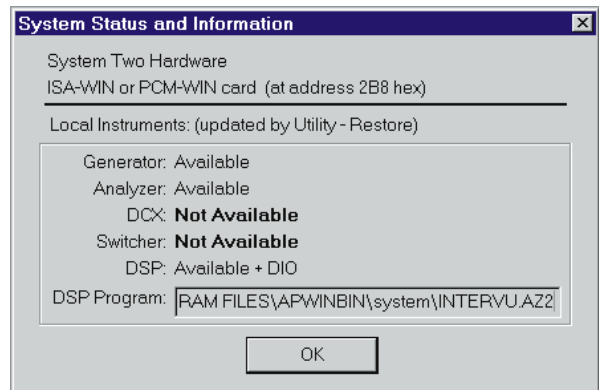 System Status and Information
System Two Hardware
ISA-WIN or PCM-WIN card (at address 2B8 hex)
Local Instruments: (updated by Utility - Restore)
Generator: Available
Analyzer: Available
DCX: Not Available
Switcher: Not Available
DSP: Available + DIO
DSP Program: RAM FILES\APWINBIN\system\INTERVU.AZ2
OK